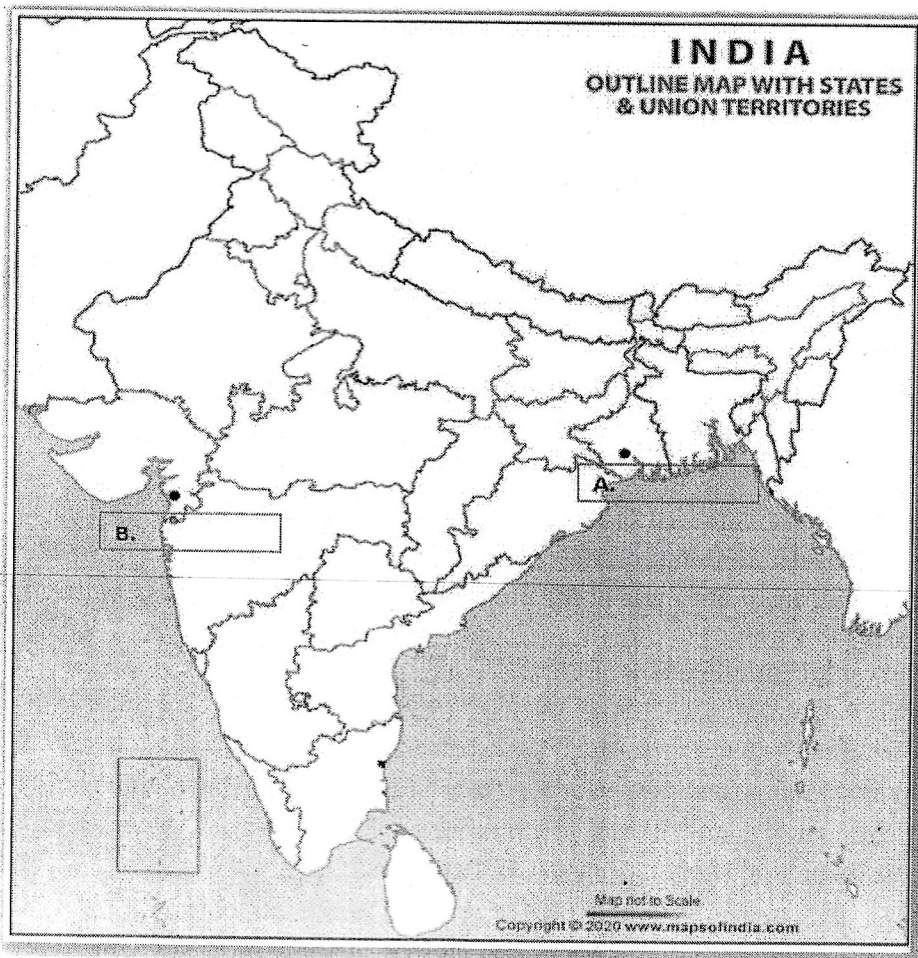 INDIA
OUTLINE MAP WITH STATES
& UNION TERRITORIES
A.
B.
Map not to Scale
Copyright © 2020 www.mapsofindia.com